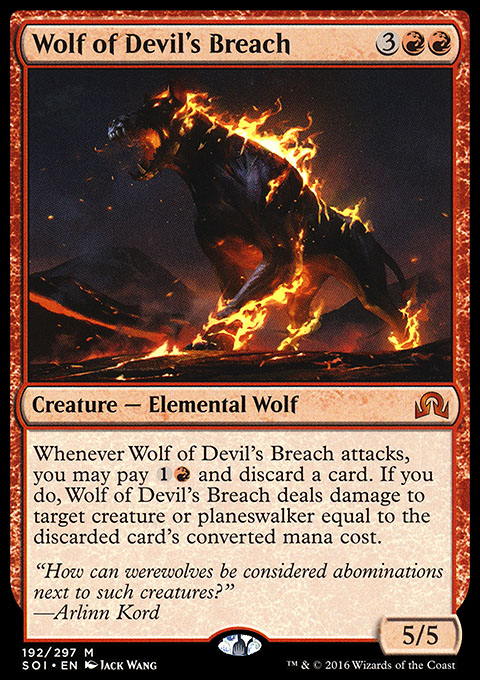 Wolf of Devil's Breach 3
Creature — Elemental Wolf
Whenever Wolf of Devil's Breach attacks,
you may pay 1 and discard a card. If you
do, Wolf of Devil's Breach deals damage to
target creature or planeswalker equal to the
discarded card's converted mana cost.
"How can werewolves be considered abominations
next to such creatures?"
—Arlinn Kord
5/5
192/297 M
SOI • EN Jack Wang
™ & © 2016 Wizards of the Coast